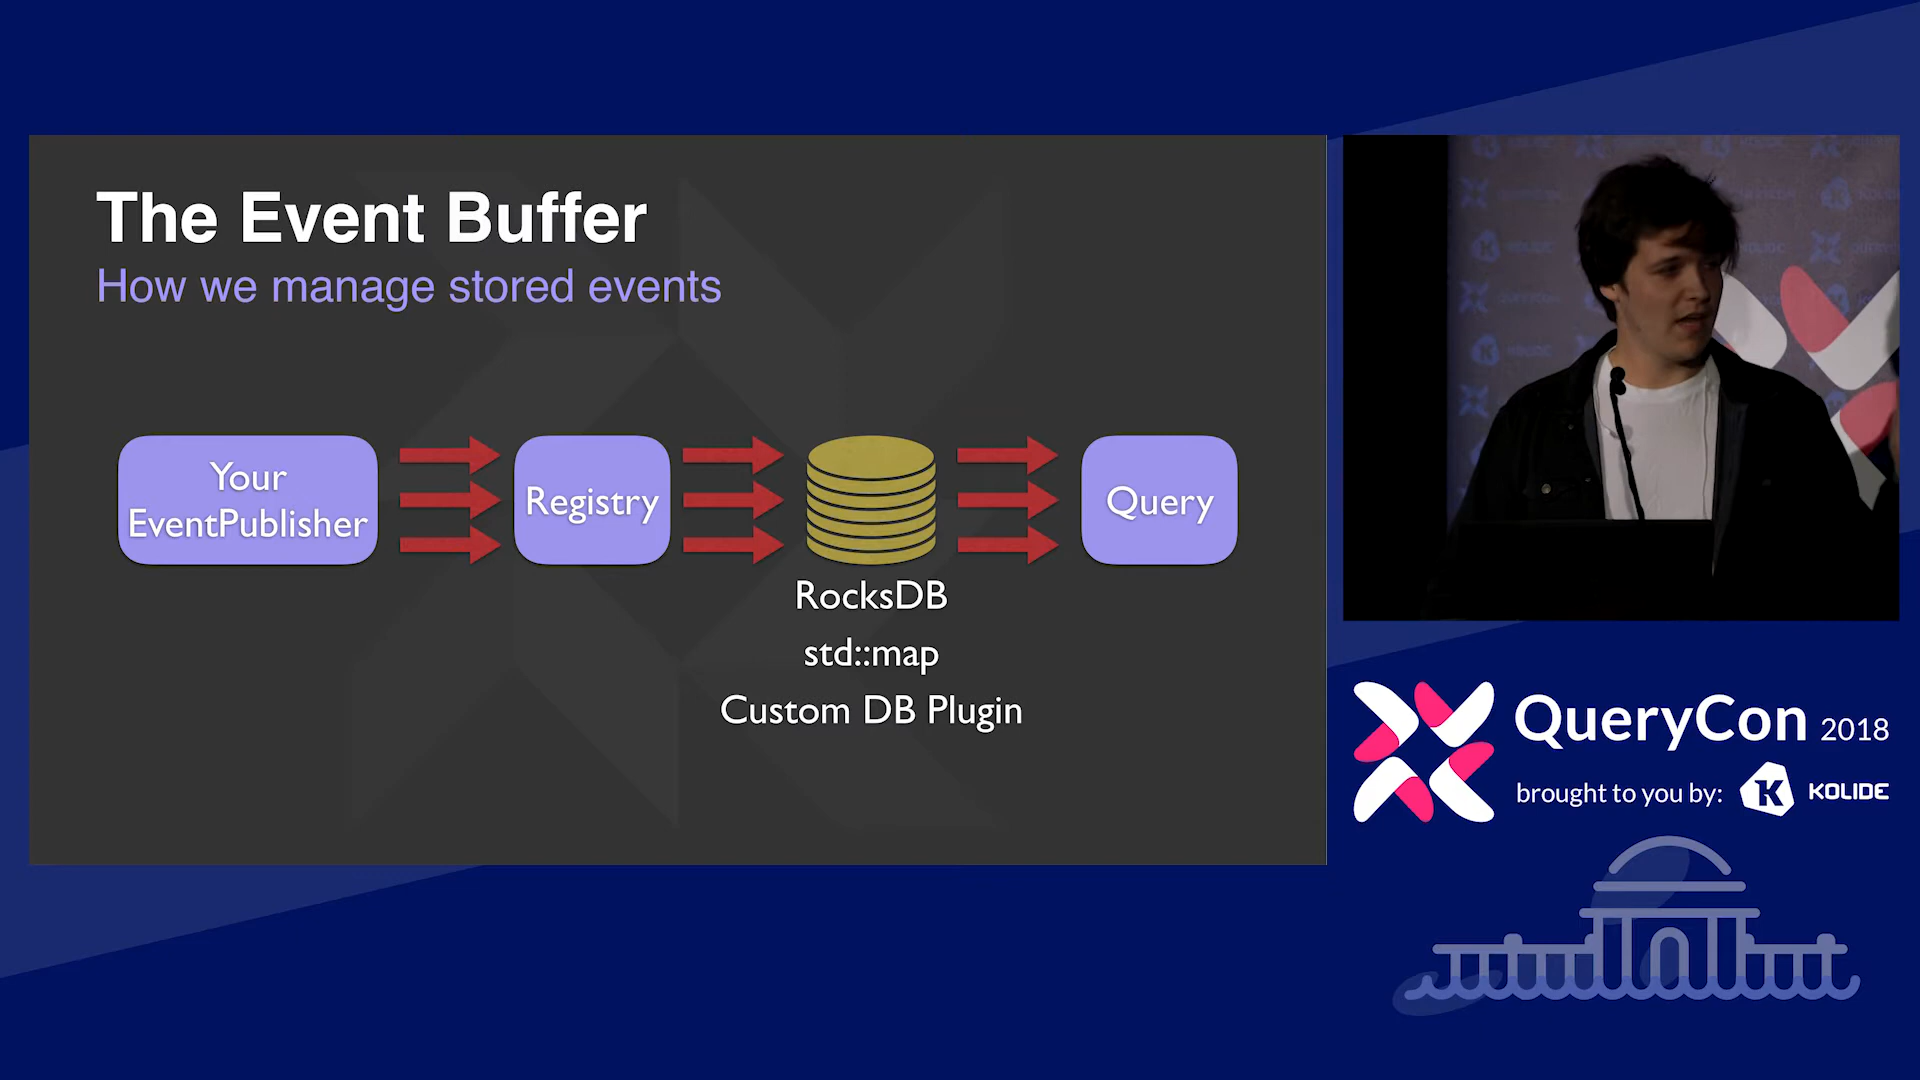 The Event Buffer
How we manage stored events
Your
EventPublisher
Registry
Query
RocksDB
std::map
Custom DB Plugin
QueryCon 2018
brought to you by: K KOLIDE